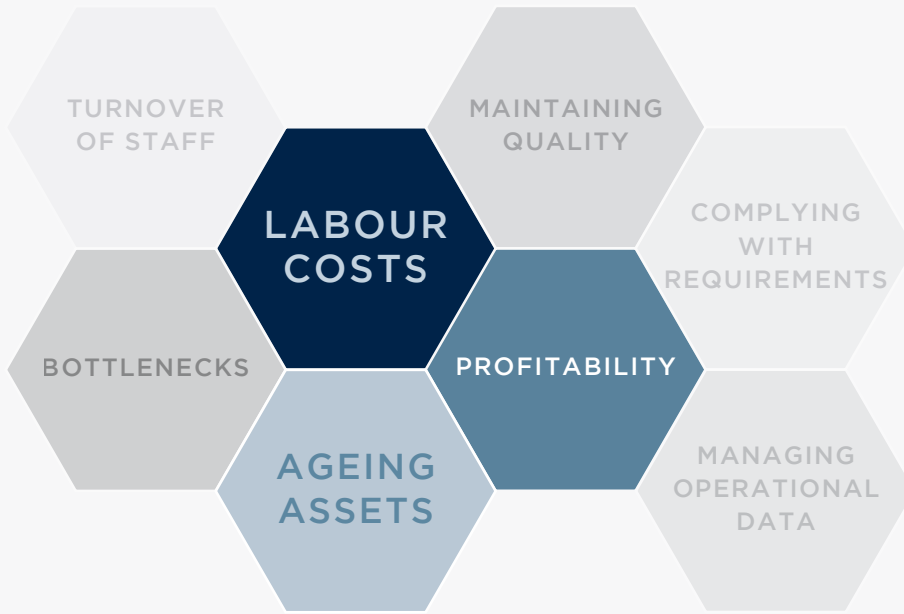 TURNOVER
OF STAFF
MAINTAINING
QUALITY
LABOUR
COSTS
COMPLYING
WITH
REQUIREMENTS
BOTTLENECKS
PROFITABILITY
AGEING
ASSETS
MANAGING
OPERATIONAL
DATA